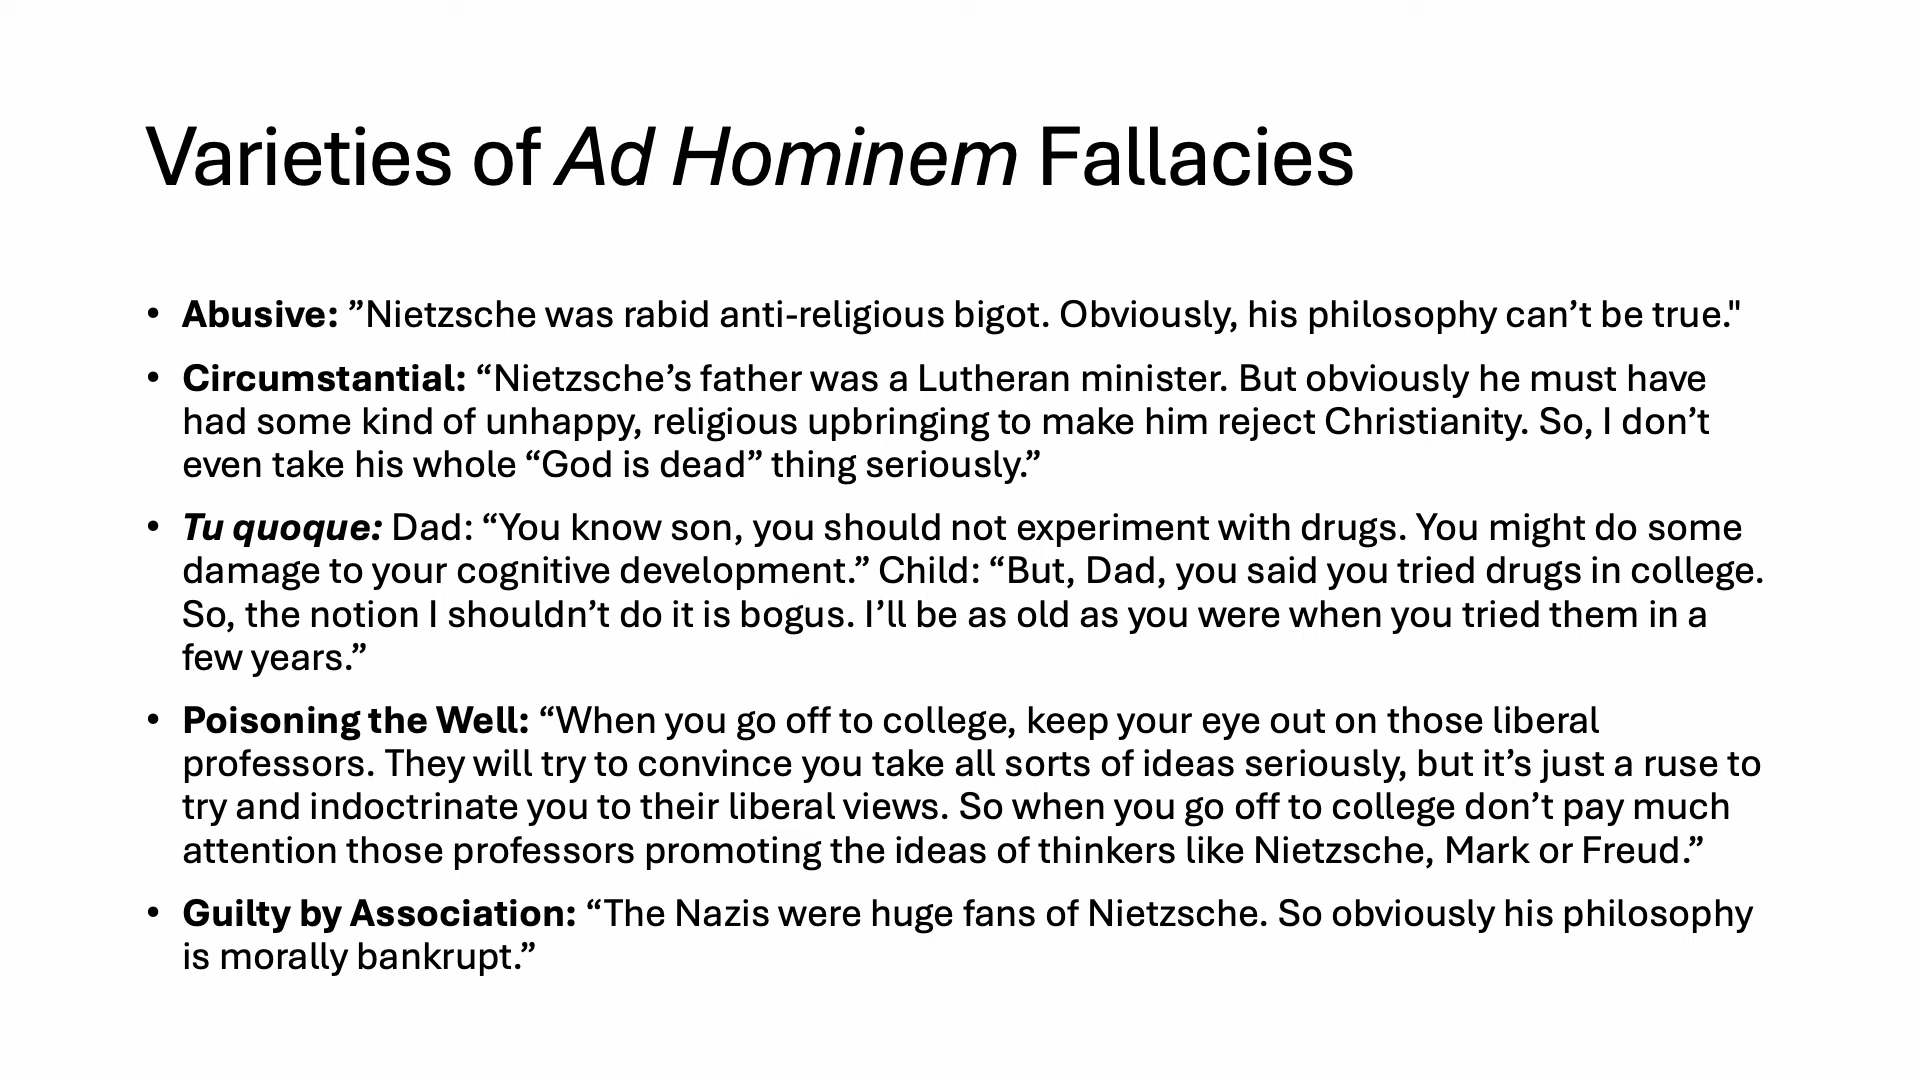 Varieties of Ad Hominem Fallacies
• Abusive: ”Nietzsche was rabid anti-religious bigot. Obviously, his philosophy can’t be true."
• Circumstantial: “Nietzsche’s father was a Lutheran minister. But obviously he must have
had some kind of unhappy, religious upbringing to make him reject Christianity. So, I don’t
even take his whole “God is dead” thing seriously.”
• Tu quoque: Dad: “You know son, you should not experiment with drugs. You might do some
damage to your cognitive development.” Child: “But, Dad, you said you tried drugs in college.
So, the notion I shouldn’t do it is bogus. I’ll be as old as you were when you tried them in a
few years.”
• Poisoning the Well: “When you go off to college, keep your eye out on those liberal
professors. They will try to convince you take all sorts of ideas seriously, but it’s just a ruse to
try and indoctrinate you to their liberal views. So when you go off to college don’t pay much
attention those professors promoting the ideas of thinkers like Nietzsche, Mark or Freud.”
• Guilty by Association: “The Nazis were huge fans of Nietzsche. So obviously his philosophy
is morally bankrupt.”